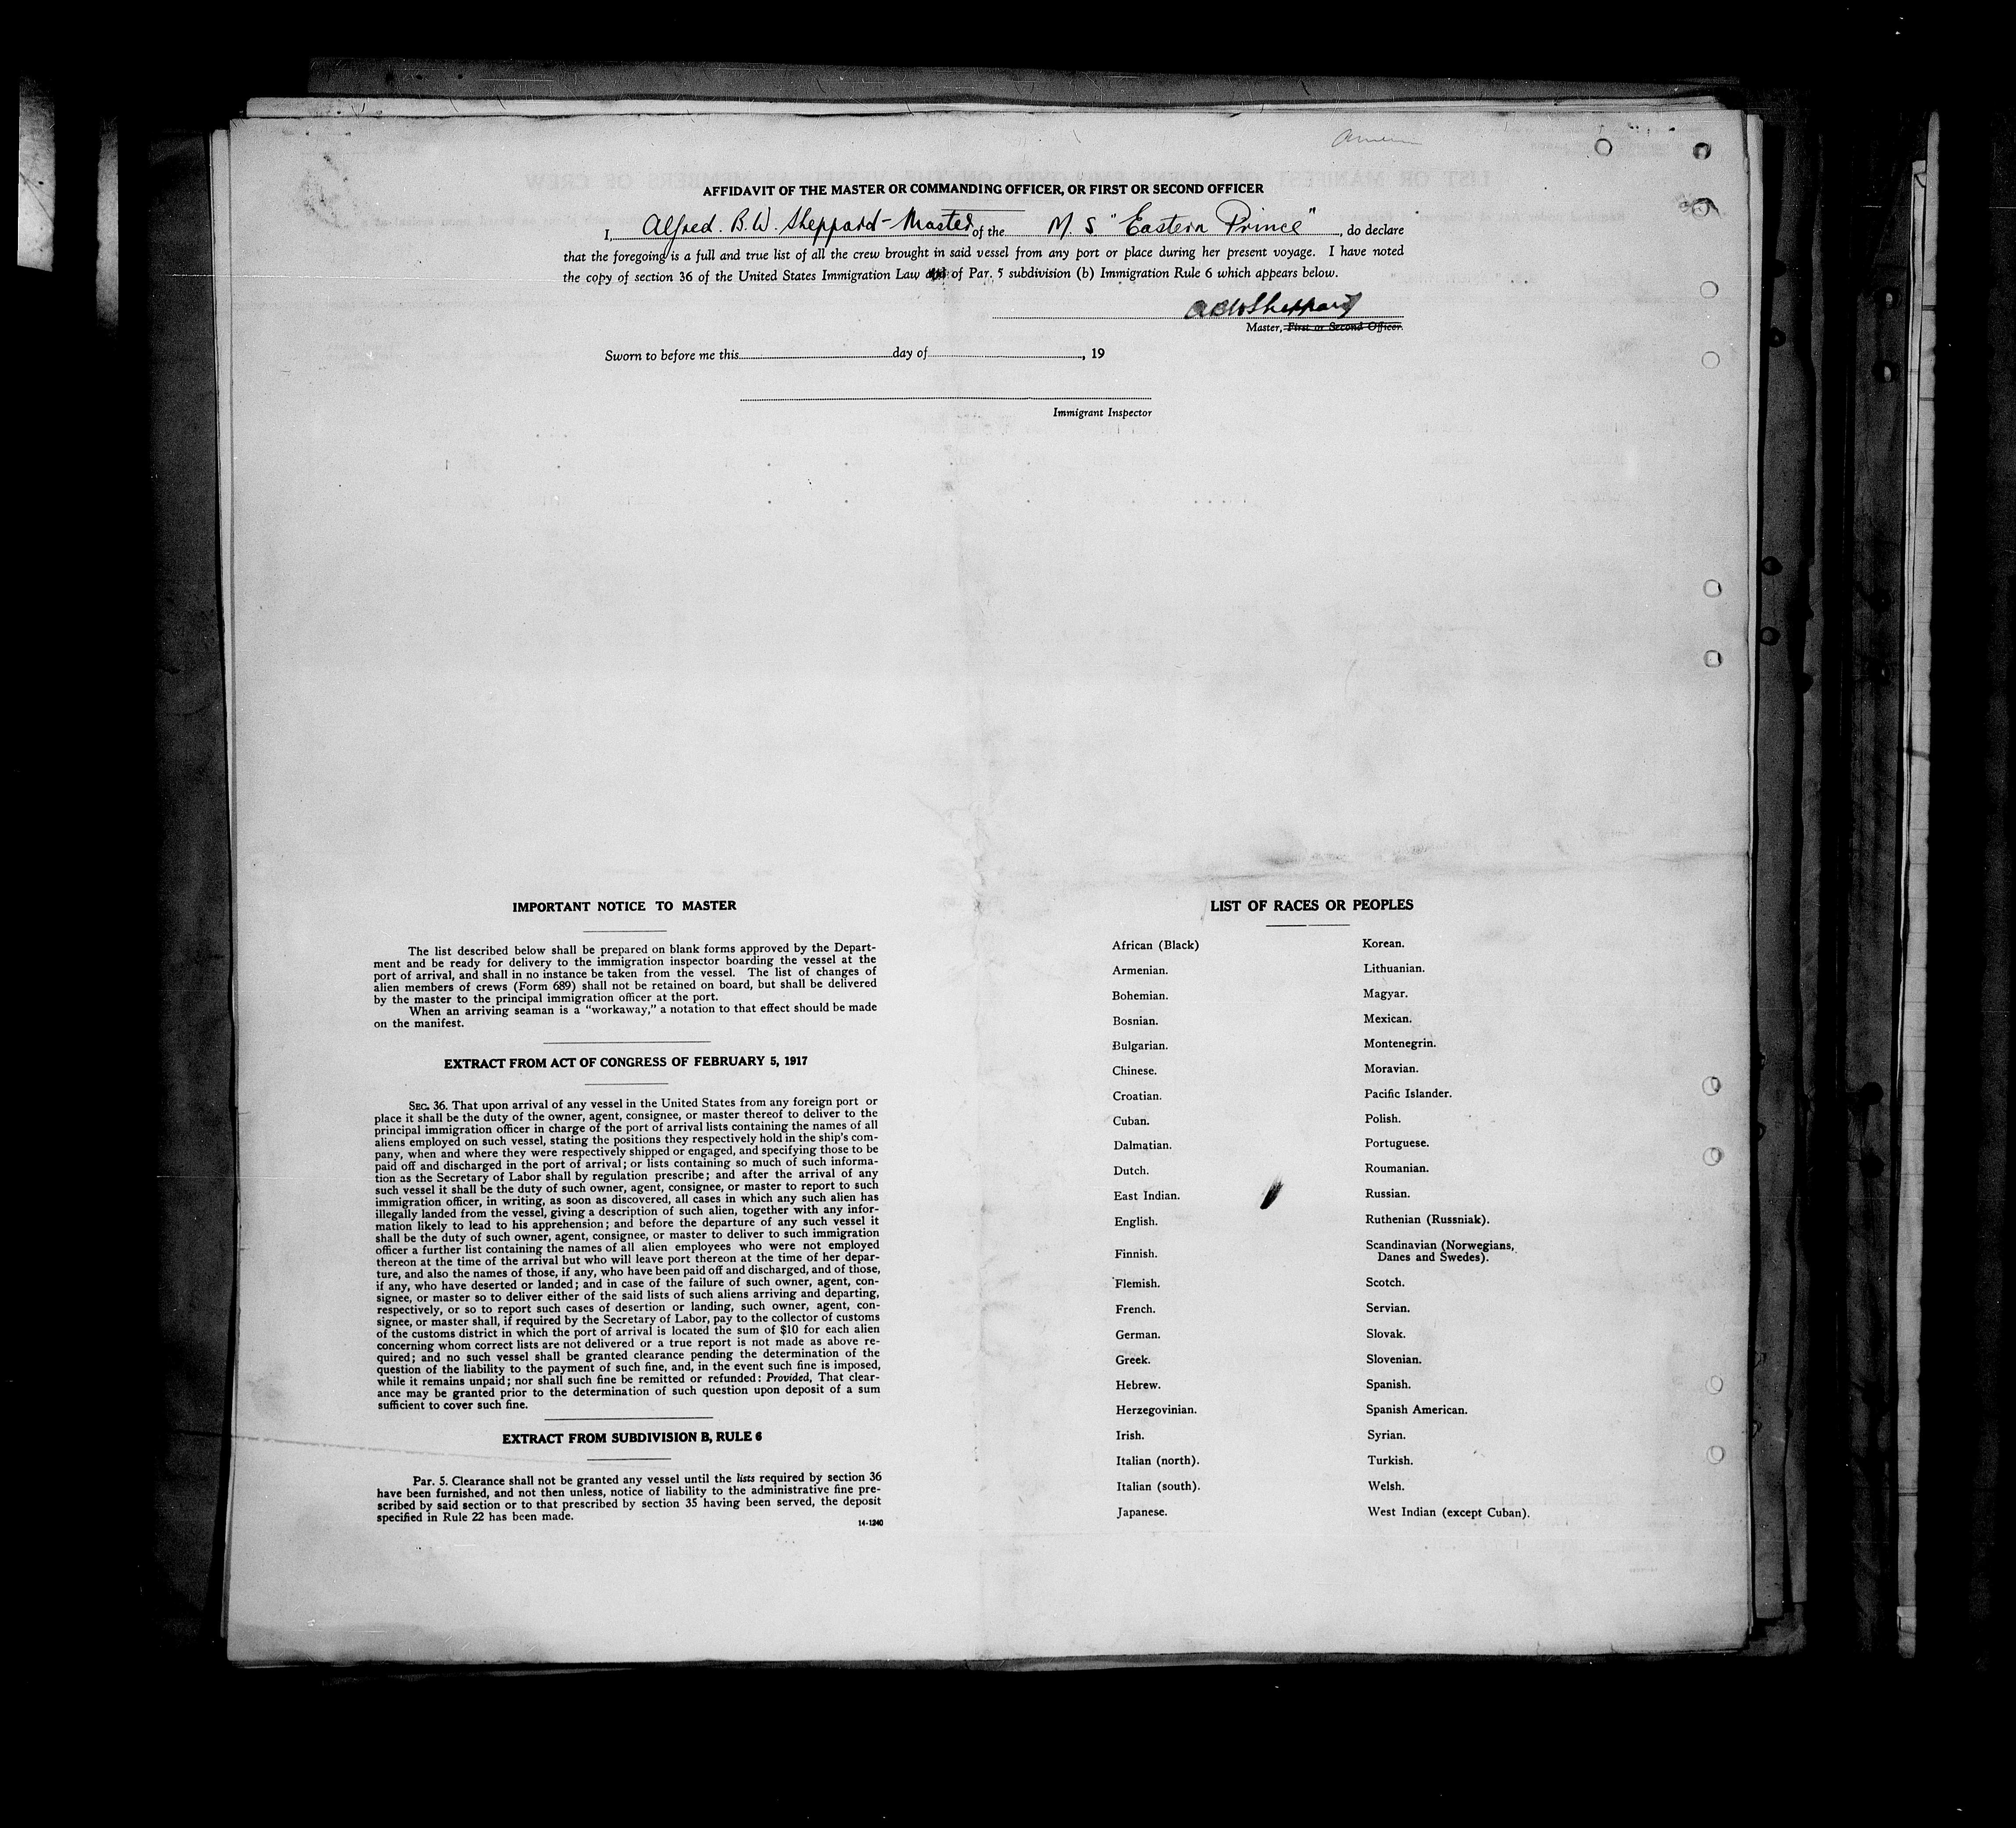 AFFIDAVIT OF THE MASTER OR COMMANDING OFFICER, OR FIRST OR SECOND OFFICER
I, Alfred. B. W. Sheppard - Master of the M. S "Eastern Prince", do declare
that the foregoing is a full and true list of all the crew brought in said vessel from any port or place during her present voyage. I have noted
the copy of section 36 of the United States Immigration Law of Par. 5 subdivision (b) Immigration Rule 6 which appears below.
ABW Sheppard
Master, First or Second Officer.
Sworn to before me this day of , 19
Immigrant Inspector
IMPORTANT NOTICE TO MASTER
The list described below shall be prepared on blank forms approved by the Depart-
ment and be ready for delivery to the immigration inspector boarding the vessel at the
port of arrival, and shall in no instance be taken from the vessel. The list of changes of
alien members of crews (Form 689) shall not be retained on board, but shall be delivered
by the master to the principal immigration officer at the port.
When an arriving seaman is a "workaway," a notation to that effect should be made
on the manifest.
EXTRACT FROM ACT OF CONGRESS OF FEBRUARY 5, 1917
SEC. 36. That upon arrival of any vessel in the United States from any foreign port or
place it shall be the duty of the owner, agent, consignee, or master thereof to deliver to the
principal immigration officer in charge of the port of arrival lists containing the names of all
aliens employed on such vessel, stating the positions they respectively hold in the ship's com-
pany, when and where they were respectively shipped or engaged, and specifying those to be
paid off and discharged in the port of arrival; or lists containing so much of such informa-
tion as the Secretary of Labor shall by regulation prescribe; and after the arrival of any
such vessel it shall be the duty of such owner, agent, consignee, or master to report to such
immigration officer, in writing, as soon as discovered, all cases in which any such alien has
illegally landed from the vessel, giving a description of such alien, together with any infor-
mation likely to lead to his apprehension; and before the departure of any such vessel it
shall be the duty of such owner, agent, consignee, or master to deliver to such immigration
officer a further list containing the names of all alien employees who were not employed
thereon at the time of the arrival but who will leave port thereon at the time of her depar-
ture, and also the names of those, if any, who have been paid off and discharged, and of those,
if any, who have deserted or landed; and in case of the failure of such owner, agent, con-
signee, or master so to deliver either of the said lists of such aliens arriving and departing,
respectively, or so to report such cases of desertion or landing, such owner, agent, con-
signee, or master shall, if required by the Secretary of Labor, pay to the collector of customs
of the customs district in which the port of arrival is located the sum of $10 for each alien
concerning whom correct lists are not delivered or a true report is not made as above re-
quired; and no such vessel shall be granted clearance pending the determination of the
question of the liability to the payment of such fine, and, in the event such fine is imposed,
while it remains unpaid; nor shall such fine be remitted or refunded: Provided, That clear-
ance may be granted prior to the determination of such question upon deposit of a sum
sufficient to cover such fine.
EXTRACT FROM SUBDIVISION B, RULE 6
Par. 5. Clearance shall not be granted any vessel until the lists required by section 36
have been furnished, and not then unless, notice of liability to the administrative fine pre-
scribed by said section or to that prescribed by section 35 having been served, the deposit
specified in Rule 22 has been made.
14-1240
LIST OF RACES OR PEOPLES
African (Black)
Armenian.
Bohemian.
Bosnian.
Bulgarian.
Chinese.
Croatian.
Cuban.
Dalmatian.
Dutch.
East Indian.
English.
Finnish.
Flemish.
French.
German.
Greek.
Hebrew.
Herzegovinian.
Irish.
Italian (north).
Italian (south).
Japanese.
Korean.
Lithuanian.
Magyar.
Mexican.
Montenegrin.
Moravian.
Pacific Islander.
Polish.
Portuguese.
Roumanian.
Russian.
Ruthenian (Russniak).
Scandinavian (Norwegians,
Danes and Swedes).
Scotch.
Servian.
Slovak.
Slovenian.
Spanish.
Spanish American.
Syrian.
Turkish.
Welsh.
West Indian (except Cuban).